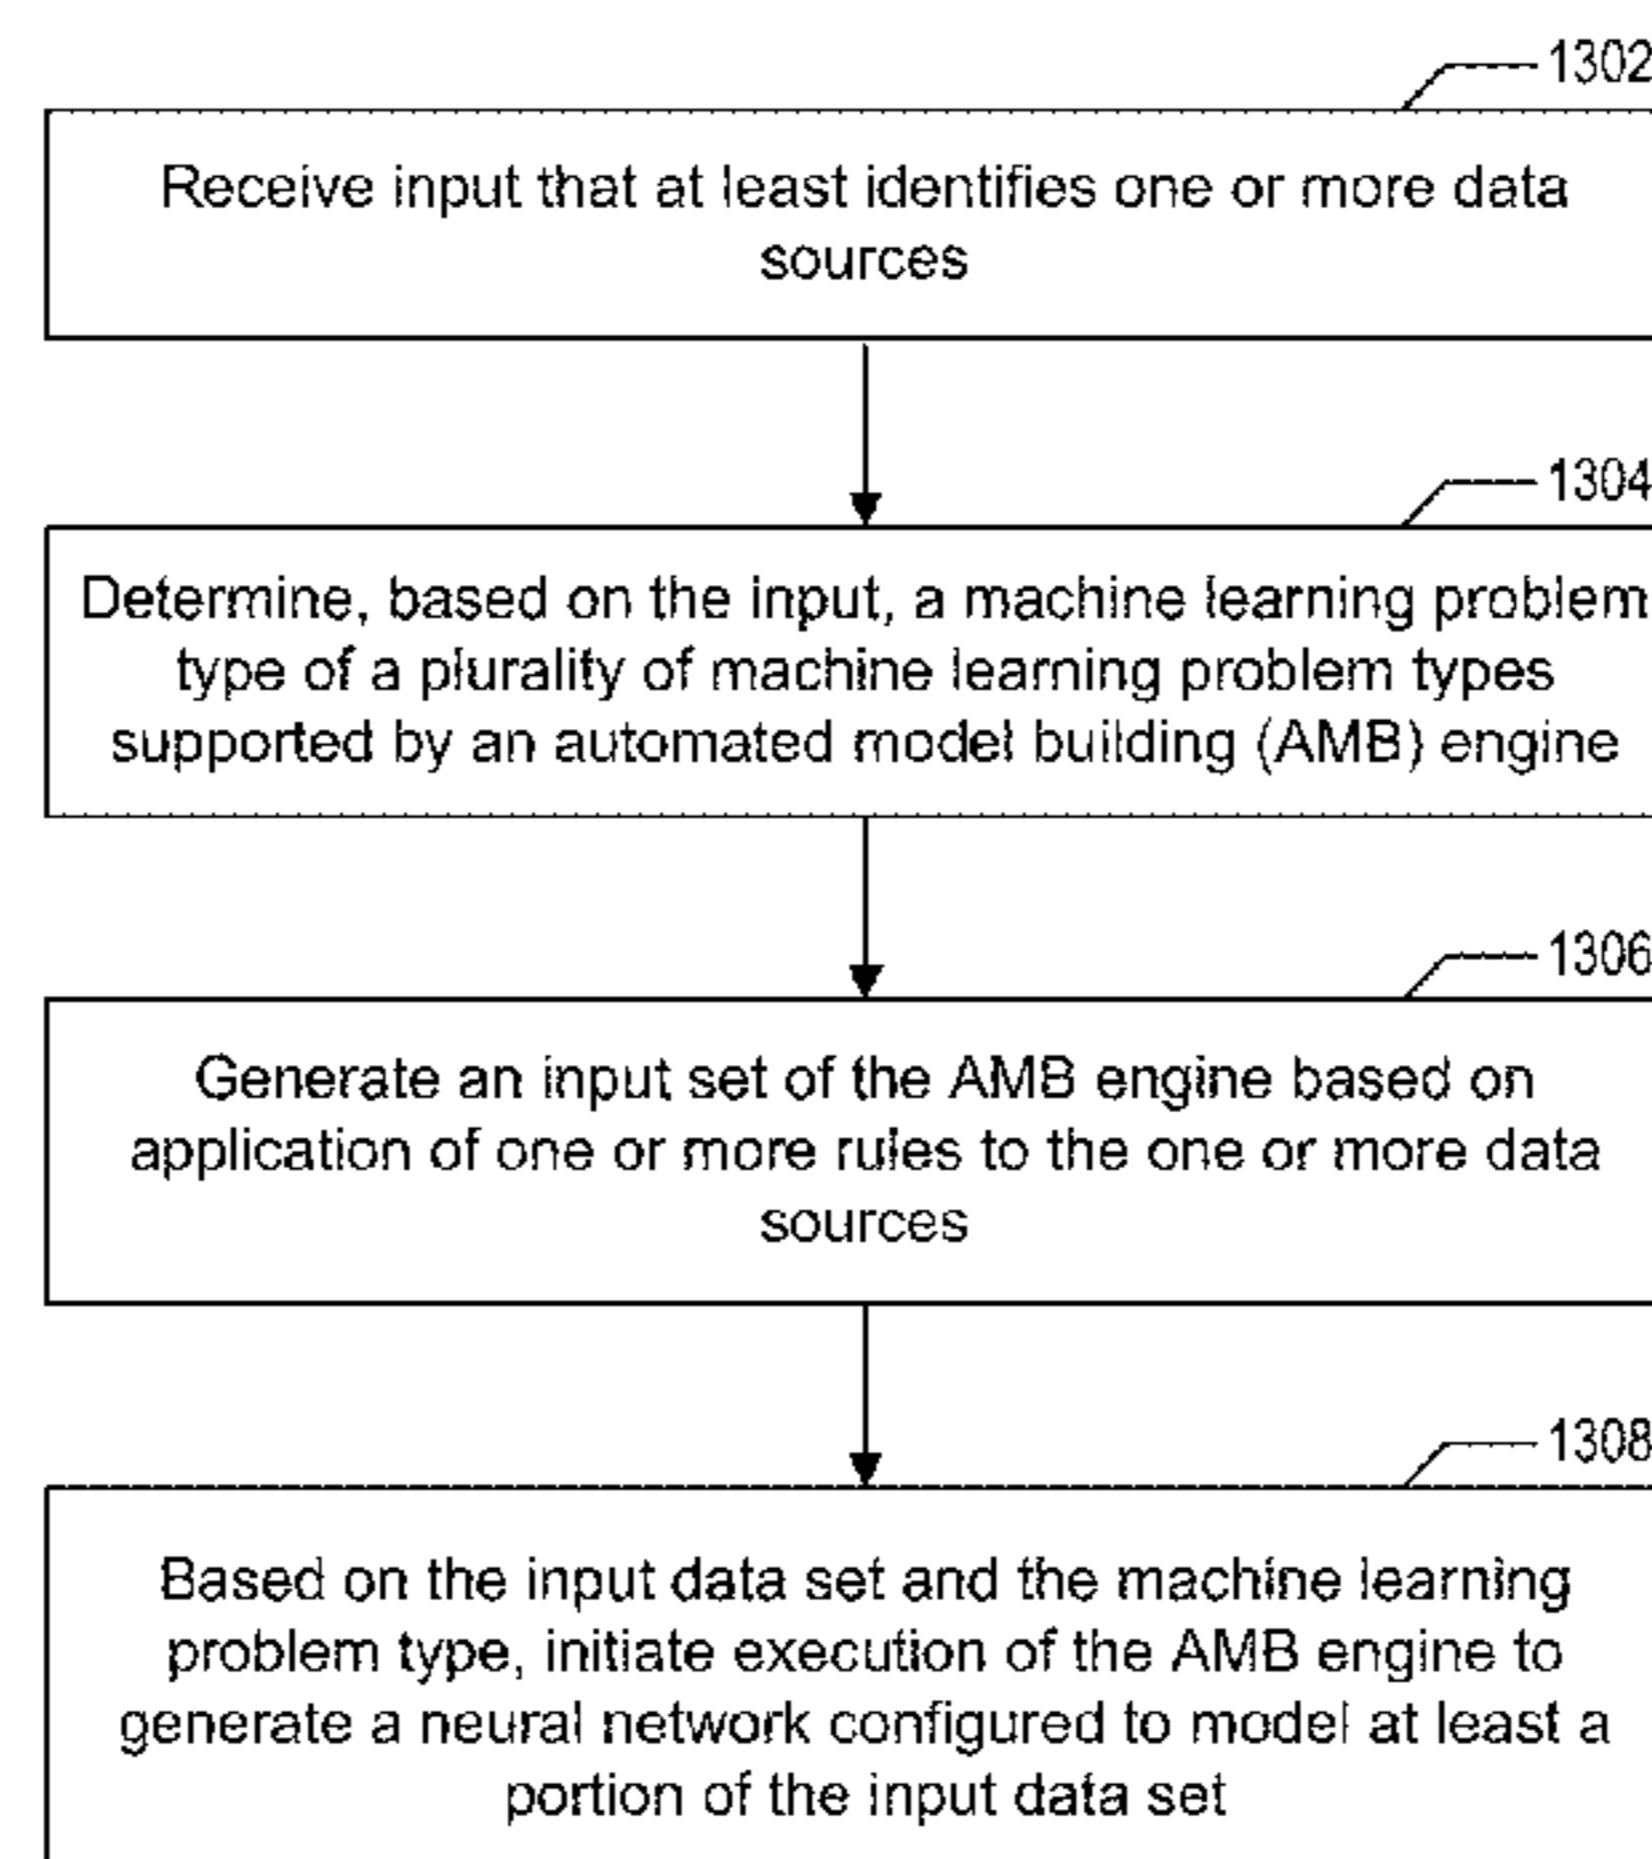 1302
Receive input that at least identifies one or more data
sources
1304
Determine, based on the input, a machine learning problem
type of a plurality of machine learning problem types
supported by an automated model building (AMB) engine
1306
Generate an input set of the AMB engine based on
application of one or more rules to the one or more data
sources
1308
Based on the input data set and the machine learning
problem type, initiate execution of the AMB engine to
generate a neural network configured to model at least a
portion of the input data set